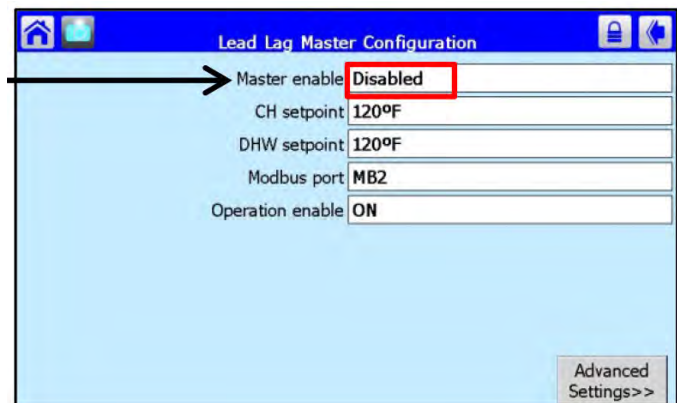 Lead Lag Master Configuration
Master enable Disabled
CH setpoint 120ºF
DHW setpoint 120ºF
Modbus port MB2
Operation enable ON
Advanced
Settings>>